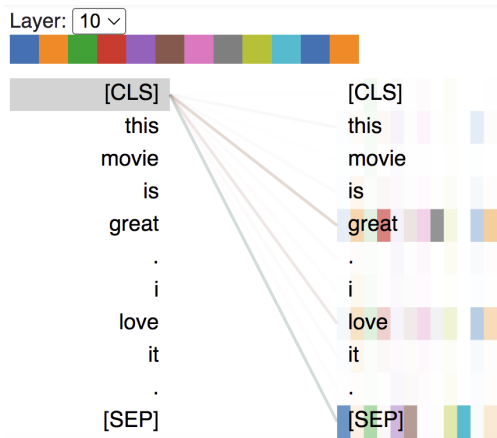 Layer: 10
[CLS] [CLS]
this this
movie movie
is is
great great
. .
i i
love love
it it
. .
[SEP] [SEP]